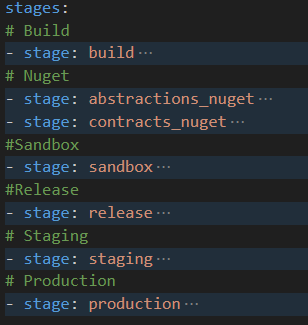 stages:
# Build
- stage: build···
# Nuget
- stage: abstractions_nuget···
- stage: contracts_nuget···
#Sandbox
- stage: sandbox···
#Release
- stage: release···
# Staging
- stage: staging···
# Production
- stage: production···